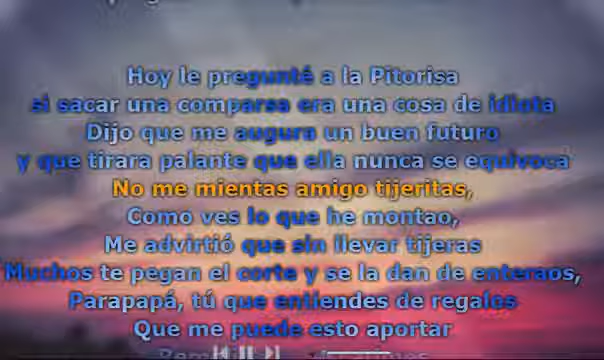 Hoy le pregunté a la Pitorisa
si sacar una comparsa era una cosa de idiota
Dijo que me augura un buen futuro
y que tirara palante que ella nunca se equivoca
No me mientas amigo tijeritas,
Como ves lo que he montao,
Me advirtió que sin llevar tijeras
Muchos te pegan el corte y se la dan de enteraos,
Parapapá, tú que entiendes de regalos
Que me puede esto aportar